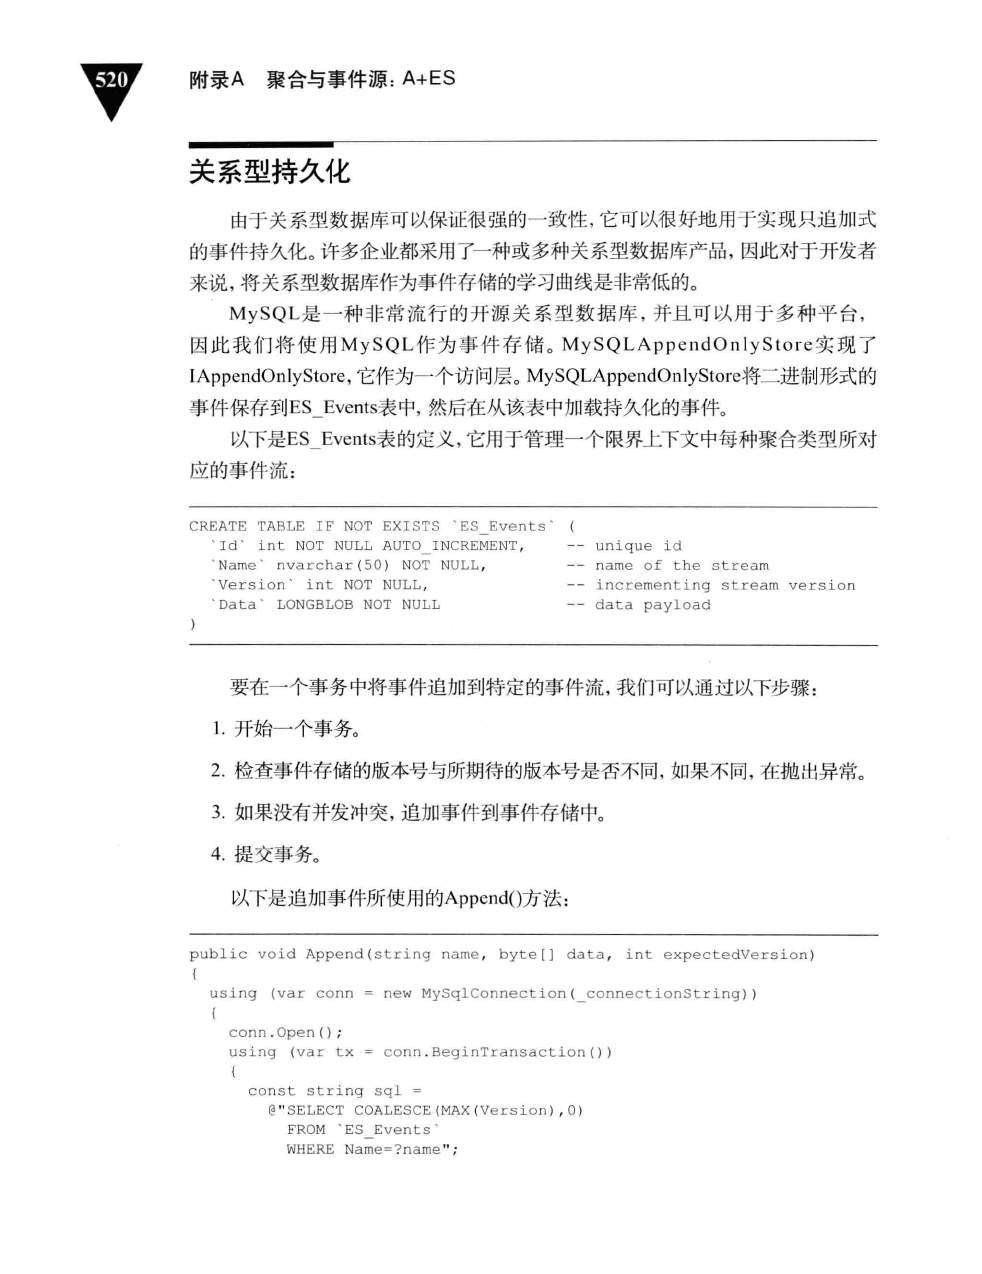 520
附录A 聚合与事件源：A+ES
关系型持久化
由于关系型数据库可以保证很强的一致性，它可以很好地用于实现只追加式
的事件持久化。许多企业都采用了一种或多种关系型数据库产品，因此对于开发者
来说，将关系型数据库作为事件存储的学习曲线是非常低的。
MySQL是一种非常流行的开源关系型数据库，并且可以用于多种平台，
因此我们将使用MySQL作为事件存储。MySQLAppendOnlyStore实现了
IAppendOnlyStore，它作为一个访问层。MySQLAppendOnlyStore将二进制形式的
事件保存到ES_Events表中，然后在从该表中加载持久化的事件。
以下是ES_Events表的定义，它用于管理一个限界上下文中每种聚合类型所对
应的事件流：
CREATE TABLE IF NOT EXISTS `ES_Events` (
`Id` int NOT NULL AUTO_INCREMENT, -- unique id
`Name` nvarchar(50) NOT NULL, -- name of the stream
`Version` int NOT NULL, -- incrementing stream version
`Data` LONGBLOB NOT NULL -- data payload
)
要在一个事务中将事件追加到特定的事件流，我们可以通过以下步骤：
1. 开始一个事务。
2. 检查事件存储的版本号与所期待的版本号是否不同，如果不同，在抛出异常。
3. 如果没有并发冲突，追加事件到事件存储中。
4. 提交事务。
以下是追加事件所使用的Append()方法：
public void Append(string name, byte[] data, int expectedVersion)
{
using (var conn = new MySqlConnection(_connectionString))
{
conn.Open();
using (var tx = conn.BeginTransaction())
{
const string sql =
@"SELECT COALESCE(MAX(Version),0)
FROM `ES_Events`
WHERE Name=?name";